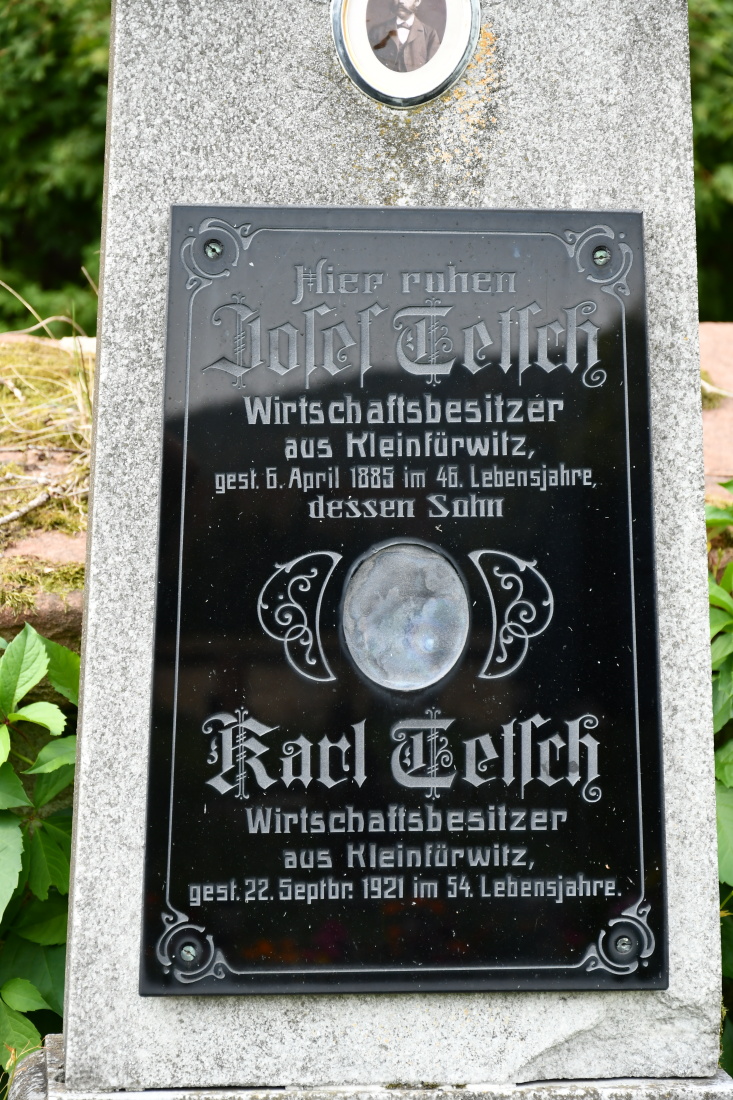 Hier ruhen
Josef Tetsch
Wirtschaftsbesitzer
aus Kleinfürwitz,
gest. 6. April 1885 im 46. Lebensjahre,
dessen Sohn
Karl Tetsch
Wirtschaftsbesitzer
aus Kleinfürwitz,
gest. 22. Septbr. 1921 im 54. Lebensjahre.